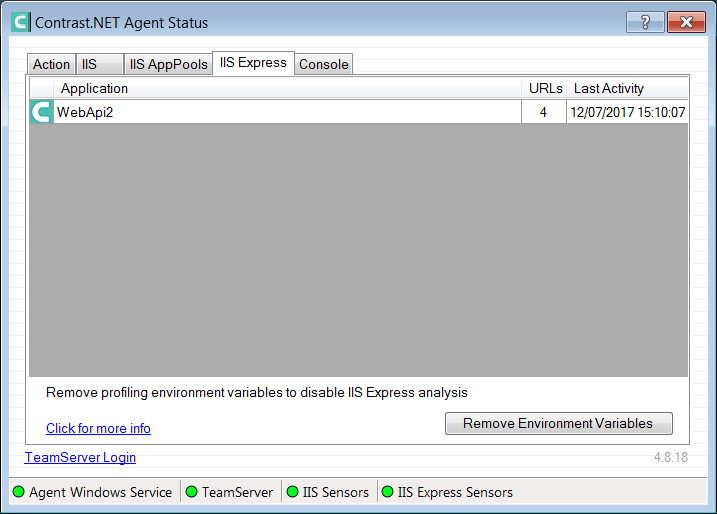 Contrast.NET Agent Status
Action IIS IIS AppPools IIS Express Console
Application URLs Last Activity
WebApi2 4 12/07/2017 15:10:07
Remove profiling environment variables to disable IIS Express analysis
Click for more info Remove Environment Variables
TeamServer Login 4.8.18
Agent Windows Service TeamServer IIS Sensors IIS Express Sensors